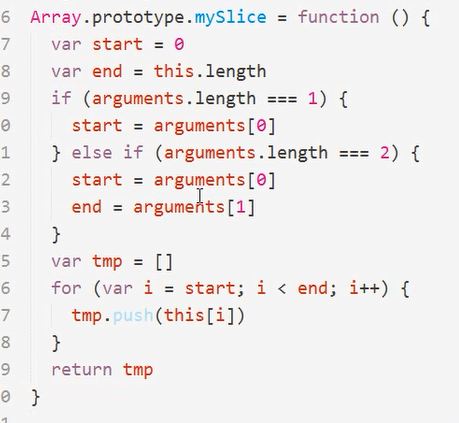 6 Array.prototype.mySlice = function () {
7   var start = 0
8   var end = this.length
9   if (arguments.length === 1) {
0     start = arguments[0]
1   } else if (arguments.length === 2) {
2     start = arguments[0]
3     end = arguments[1]
4   }
5   var tmp = []
6   for (var i = start; i < end; i++) {
7     tmp.push(this[i])
8   }
9   return tmp
0 }